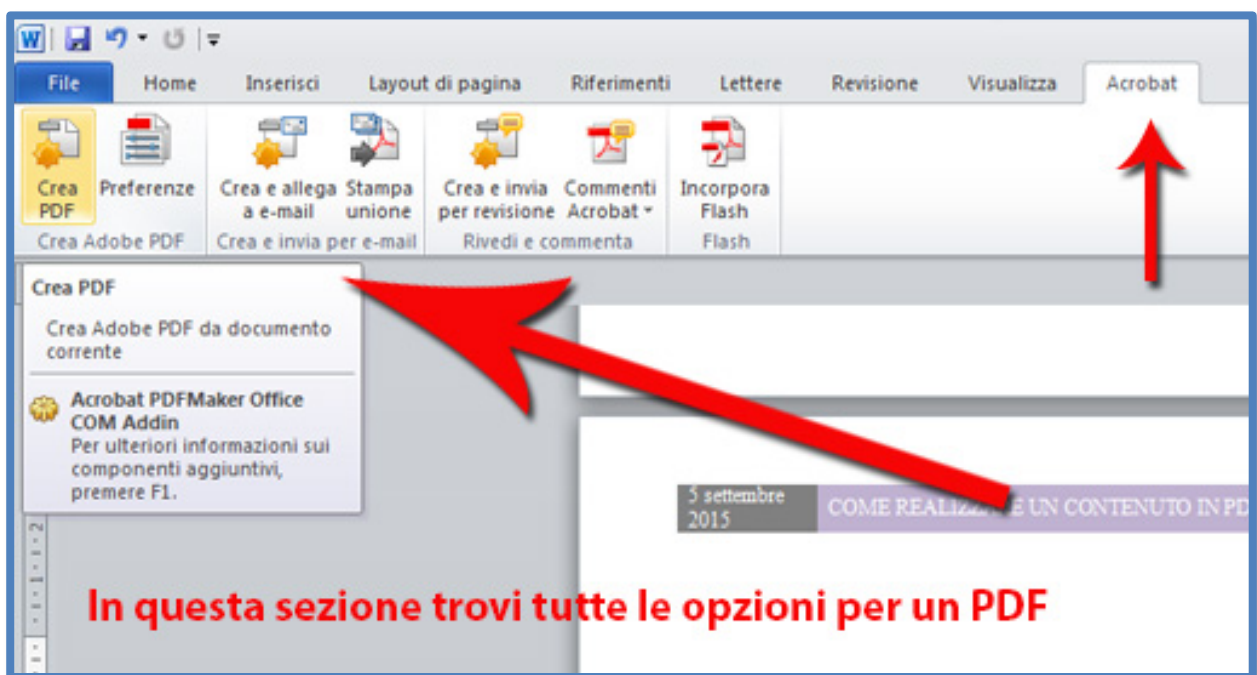 W
File Home Inserisci Layout di pagina Riferimenti Lettere Revisione Visualizza Acrobat
Crea Preferenze Crea e allega Stampa Crea e invia Commenti Incorpora
PDF a e-mail unione per revisione Acrobat Flash
Crea Adobe PDF Crea e invia per e-mail Rivedi e commenta Flash
Crea PDF
Crea Adobe PDF da documento
corrente
Acrobat PDFMaker Office
COM Addin
Per ulteriori informazioni sui
componenti aggiuntivi,
premere F1.
5 settembre
2015
COME UN CONTENUTO IN
2
1
1
In questa sezione trovi tutte le opzioni per un PDF